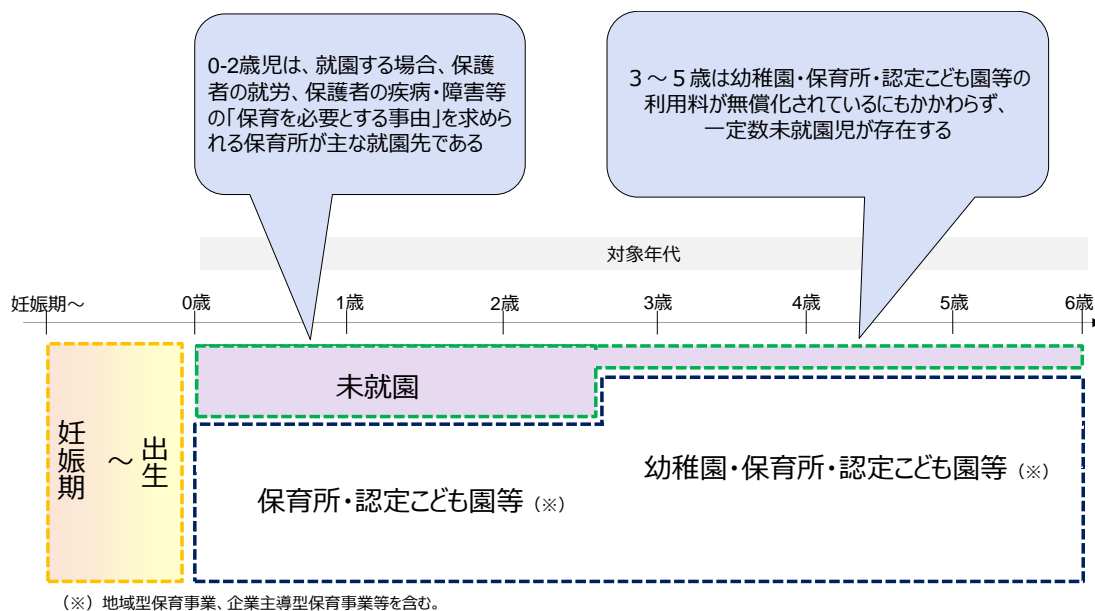 0-2歳児は、就園する場合、保護
者の就労、保護者の疾病・障害等
の「保育を必要とする事由」を求めら
れる保育所が主な就園先である
３～５歳は幼稚園・保育所・認定こども園等の
利用料が無償化されているにもかかわらず、
一定数未就園児が存在する
対象年代
妊娠期～
0歳
1歳
2歳
3歳
4歳
5歳
6歳
妊娠期
～
出生
未就園
保育所・認定こども園等（※）
幼稚園・保育所・認定こども園等（※）
（※）地域型保育事業、企業主導型保育事業等を含む。